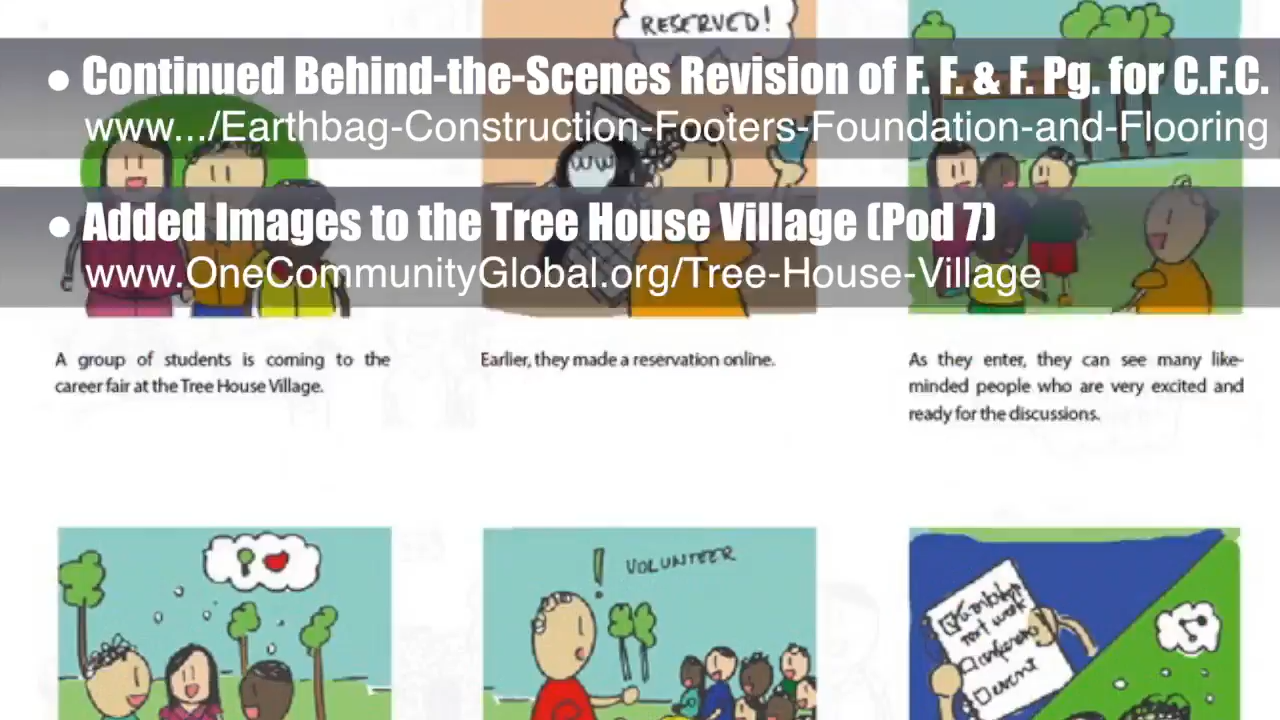 • Continued Behind-the-Scenes Revision of F. F. & F. Pg. for C.F.C.
www.../Earthbag-Construction-Footers-Foundation-and-Flooring
• Added Images to the Tree House Village (Pod 7)
www.OneCommunityGlobal.org/Tree-House-Village
RESERVED!
WW
A group of students is coming to the
career fair at the Tree House Village.
Earlier, they made a reservation online.
As they enter, they can see many like-
minded people who are very excited and
ready for the discussions.
! VOLUNTEER